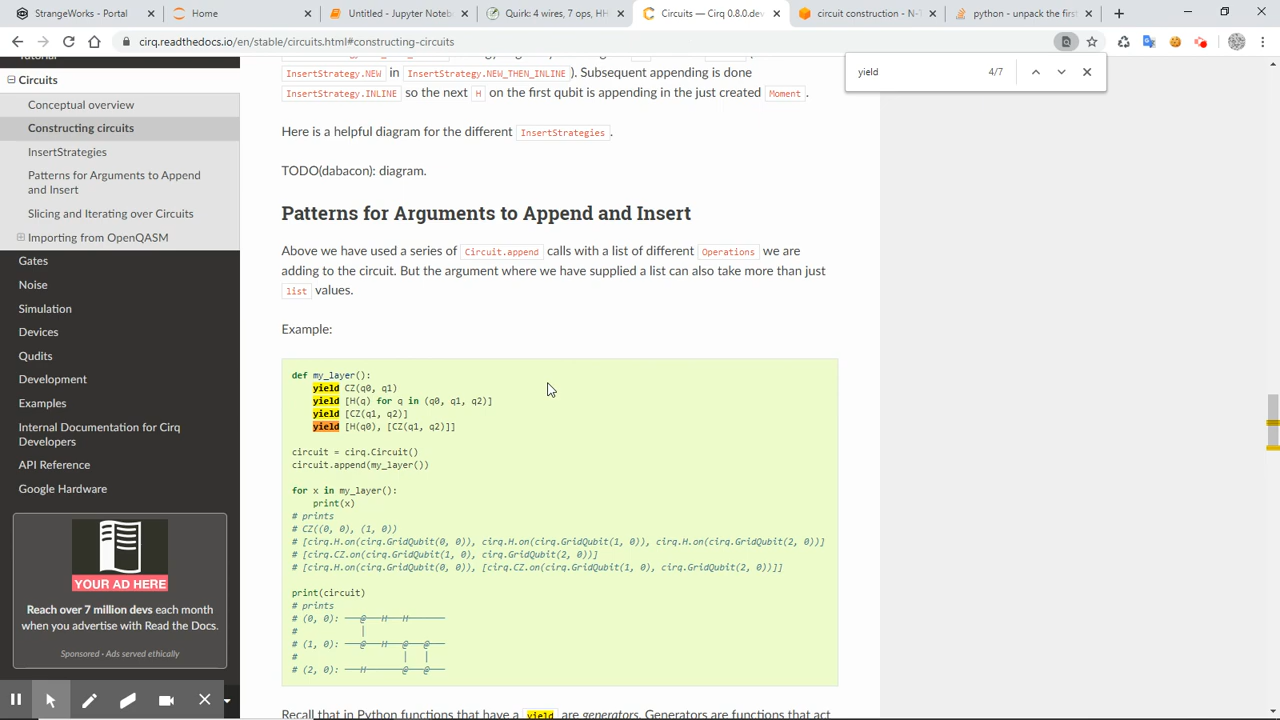 StrangeWorks - Portal
Home
Untitled - Jupyter Noteb
Quirk: 4 wires, 7 ops, HH
Circuits — Cirq 0.8.0.dev
circuit construction - N-T
python - unpack the first
cirq.readthedocs.io/en/stable/circuits.html#constructing-circuits
yield
4/7
Tutorial
Circuits
Conceptual overview
Constructing circuits
InsertStrategies
Patterns for Arguments to Append
and Insert
Slicing and Iterating over Circuits
Importing from OpenQASM
Gates
Noise
Simulation
Devices
Qudits
Development
Examples
Internal Documentation for Cirq
Developers
API Reference
Google Hardware
YOUR AD HERE
Reach over 7 million devs each month
when you advertise with Read the Docs.
Sponsored · Ads served ethically
InsertStrategy.NEW in InsertStrategy.NEW_THEN_INLINE ). Subsequent appending is done
InsertStrategy.INLINE so the next H on the first qubit is appending in the just created Moment .
Here is a helpful diagram for the different InsertStrategies .
TODO(dabacon): diagram.
Patterns for Arguments to Append and Insert
Above we have used a series of Circuit.append calls with a list of different Operations we are
adding to the circuit. But the argument where we have supplied a list can also take more than just
list values.
Example:
def my_layer():
yield CZ(q0, q1)
yield [H(q) for q in (q0, q1, q2)]
yield [CZ(q1, q2)]
yield [H(q0), [CZ(q1, q2)]]
circuit = cirq.Circuit()
circuit.append(my_layer())
for x in my_layer():
print(x)
# prints
# CZ((0, 0), (1, 0))
# [cirq.H.on(cirq.GridQubit(0, 0)), cirq.H.on(cirq.GridQubit(1, 0)), cirq.H.on(cirq.GridQubit(2, 0))]
# [cirq.CZ.on(cirq.GridQubit(1, 0), cirq.GridQubit(2, 0))]
# [cirq.H.on(cirq.GridQubit(0, 0)), [cirq.CZ.on(cirq.GridQubit(1, 0), cirq.GridQubit(2, 0))]]
print(circuit)
# prints
# (0, 0): ───@───H───H──────
# │
# (1, 0): ───@───H───@───@───
# │ │
# (2, 0): ───H───────@───@───
Recall that in Python functions that have a yield are generators. Generators are functions that act